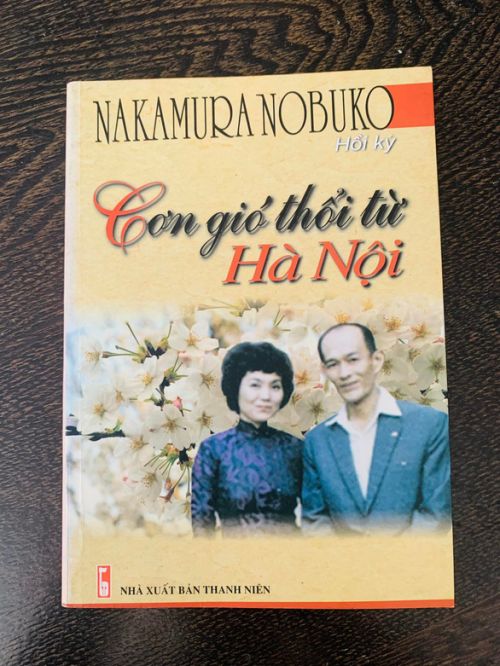 NAKAMURA NOBUKO
Hồi ký
Cơn gió thổi từ
Hà Nội
NHÀ XUẤT BẢN THANH NIÊN